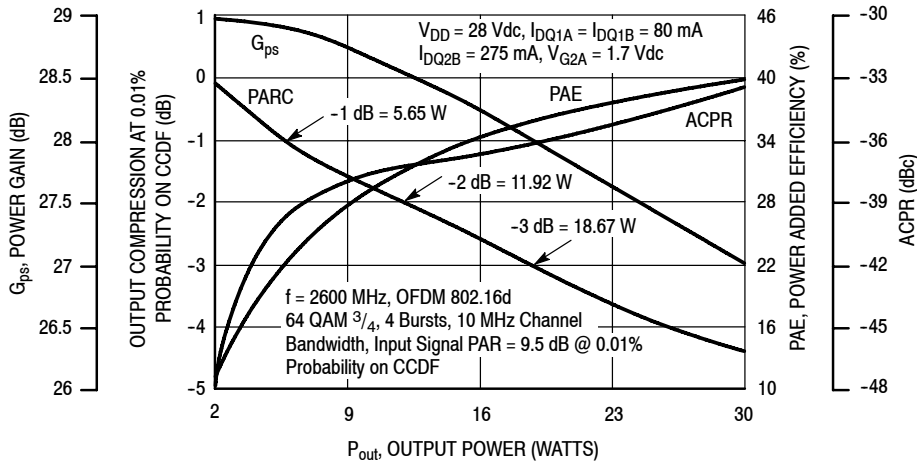 Gps, POWER GAIN (dB)
29
28.5
28
27.5
27
26.5
26
OUTPUT COMPRESSION AT 0.01%
PROBABILITY ON CCDF (dB)
1
0
-1
-2
-3
-4
-5
Gps
PARC
VDD = 28 Vdc, IDQ1A = IDQ1B = 80 mA
IDQ2B = 275 mA, VG2A = 1.7 Vdc
PAE
ACPR
-1 dB = 5.65 W
-2 dB = 11.92 W
-3 dB = 18.67 W
f = 2600 MHz, OFDM 802.16d
64 QAM 3/4, 4 Bursts, 10 MHz Channel
Bandwidth, Input Signal PAR = 9.5 dB @ 0.01%
Probability on CCDF
2
9
16
23
30
Pout, OUTPUT POWER (WATTS)
46
40
34
28
22
16
10
PAE, POWER ADDED EFFICIENCY (%)
-30
-33
-36
-39
-42
-45
-48
ACPR (dBc)